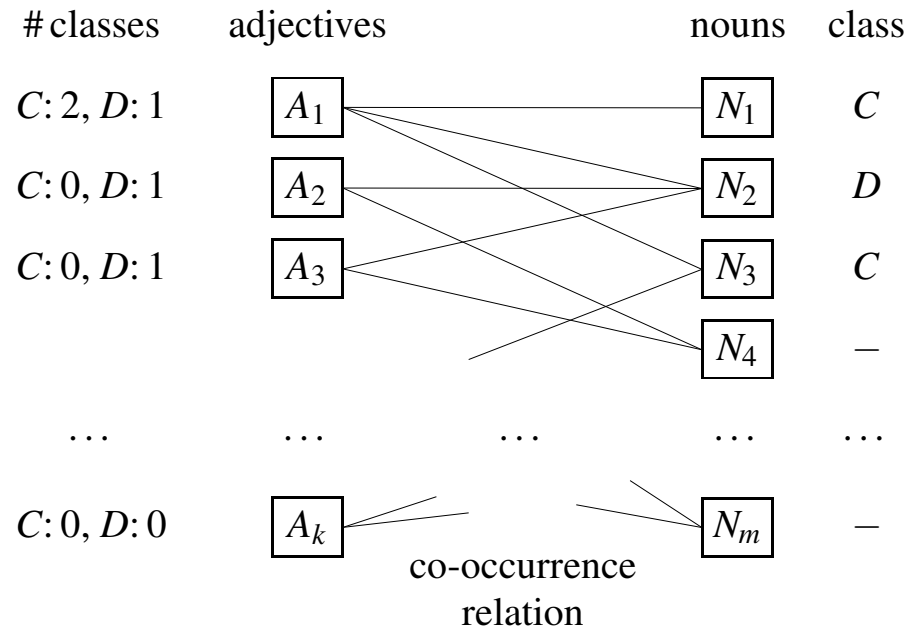 # classes adjectives nouns class
C: 2, D: 1 A₁ N₁ C
C: 0, D: 1 A₂ N₂ D
C: 0, D: 1 A₃ N₃ C
N₄ –
... ... ... ... ...
C: 0, D: 0 Aₖ Nₘ –
co-occurrence
relation